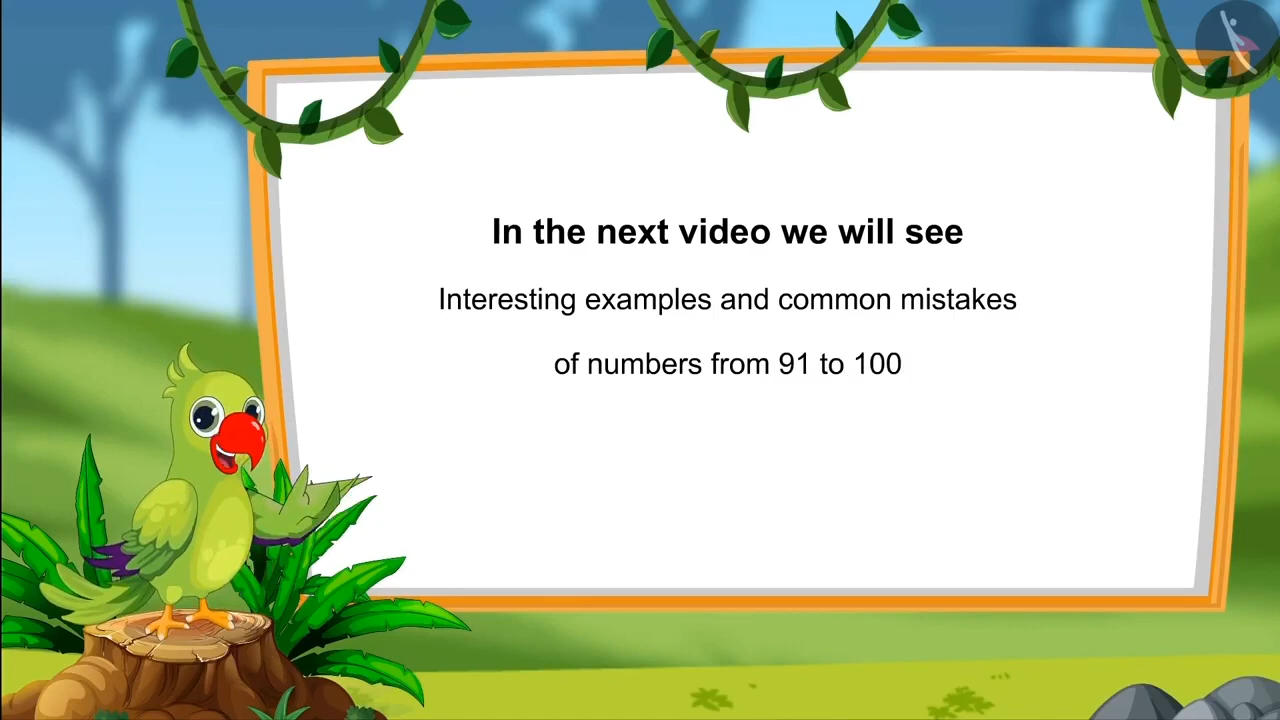 In the next video we will see
Interesting examples and common mistakes
of numbers from 91 to 100